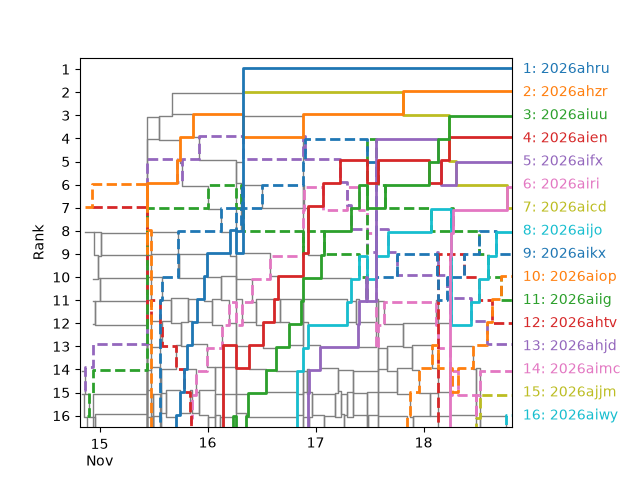 1
2
3
4
5
6
7
8
9
10
11
12
13
14
15
16
Rank
15
16
17
18
Nov
1: 2026ahru
2: 2026ahzr
3: 2026aiuu
4: 2026aien
5: 2026aifx
6: 2026airi
7: 2026aicd
8: 2026aijo
9: 2026aikx
10: 2026aiop
11: 2026aiig
12: 2026ahtv
13: 2026ahjd
14: 2026aimc
15: 2026ajjm
16: 2026aiwy